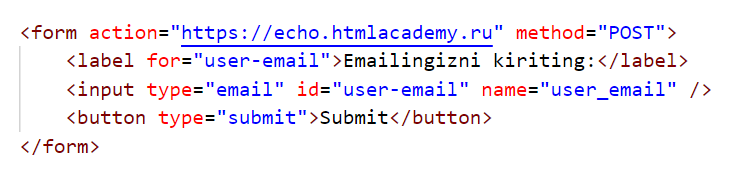 <form action="https://echo.htmlacademy.ru" method="POST">
    <label for="user-email">Emailingizni kiriting:</label>
    <input type="email" id="user-email" name="user_email" />
    <button type="submit">Submit</button>
</form>